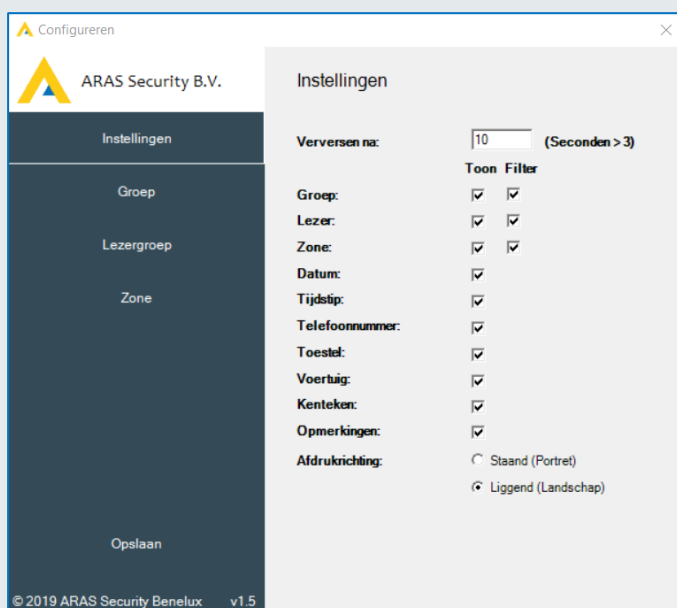 Configureren
ARAS Security B.V.
Instellingen
Groep
Lezergroep
Zone
Opslaan
© 2019 ARAS Security Benelux v1.5
Instellingen
Verversen na: 10 (Seconden > 3)
Toon Filter
Groep:
Lezer:
Zone:
Datum:
Tijdstip:
Telefoonnummer:
Toestel:
Voertuig:
Kenteken:
Opmerkingen:
Afdrukrichting: Staand (Portret)
Liggend (Landschap)